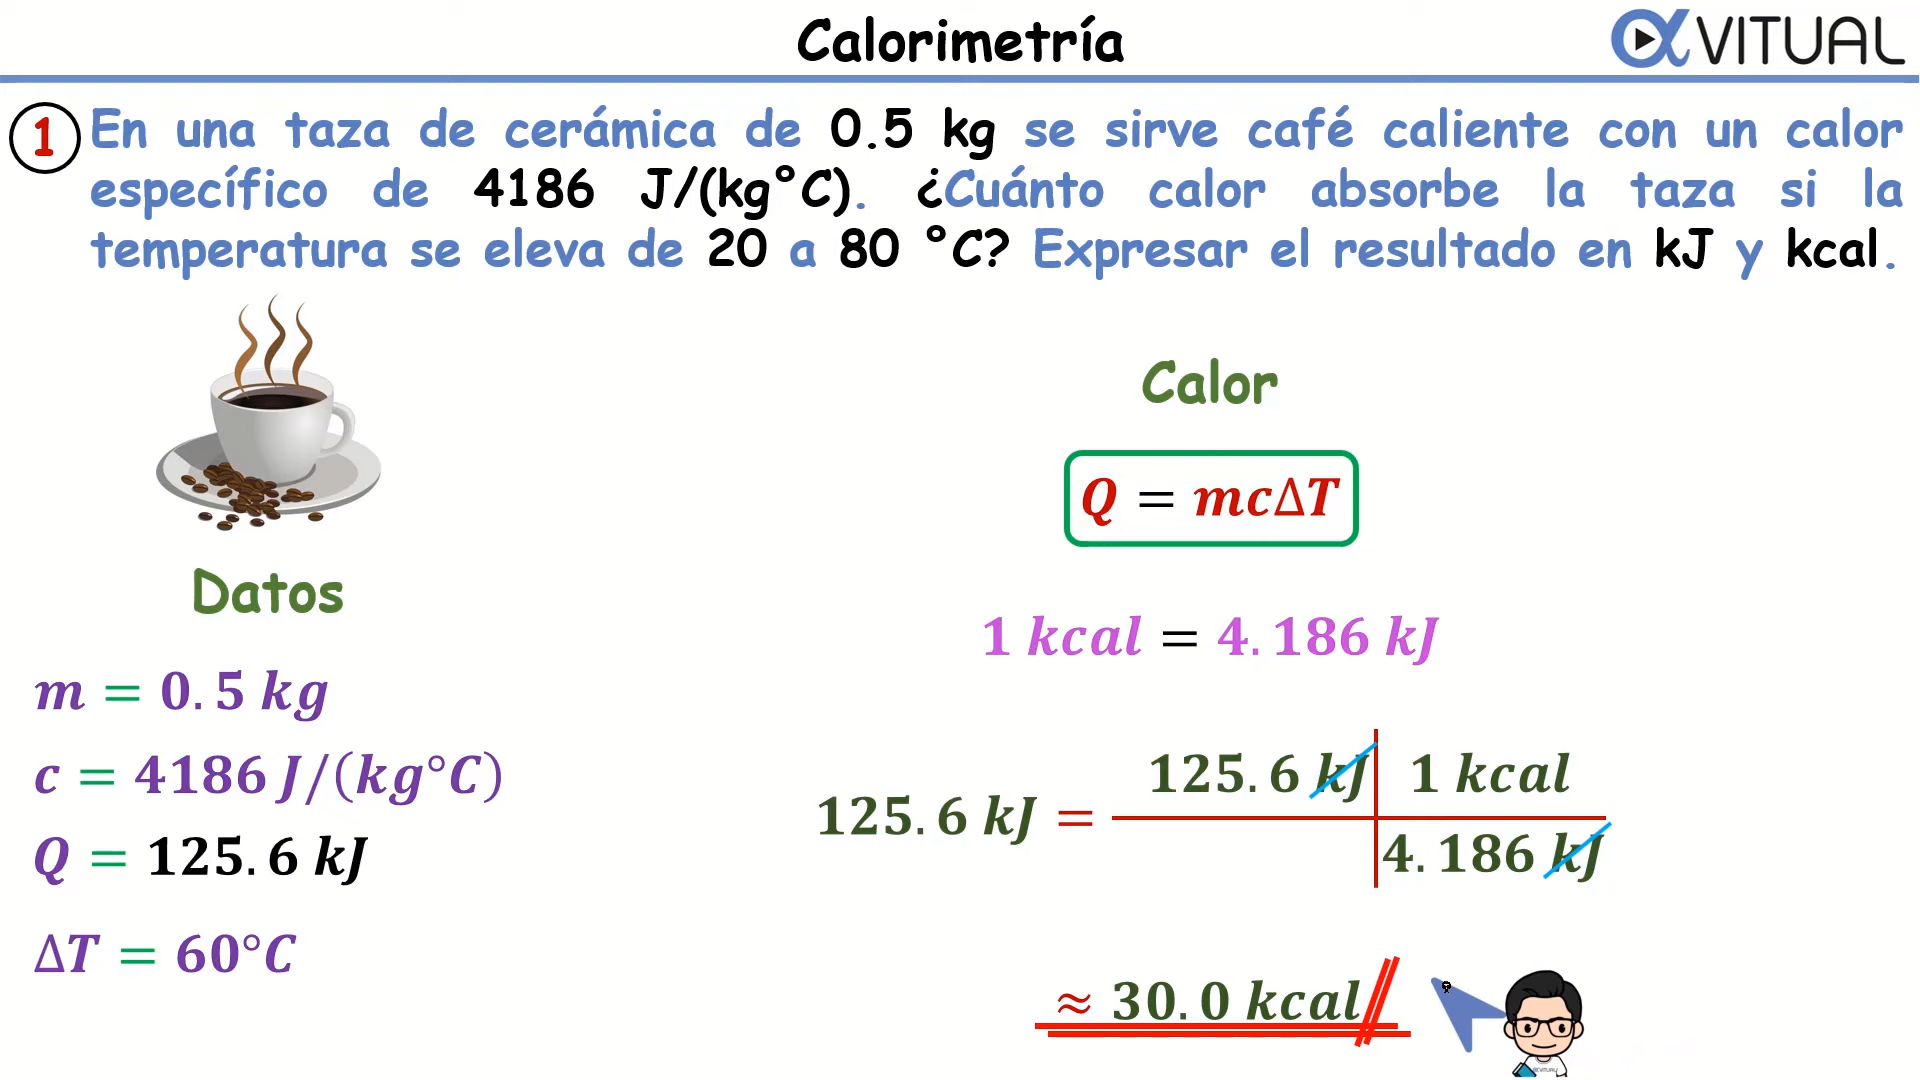 Calorimetría
VITUAL
1
En una taza de cerámica de 0.5 kg se sirve café caliente con un calor
específico de 4186 J/(kg°C). ¿Cuánto calor absorbe la taza si la
temperatura se eleva de 20 a 80 °C? Expresar el resultado en kJ y kcal.
Calor
Q = mcΔT
Datos
1 kcal = 4.186 kJ
m = 0.5 kg
c = 4186 J/(kg°C)
Q = 125.6 kJ
ΔT = 60°C
125.6 kJ = 125.6 kJ 1 kcal
4.186 kJ
≈ 30.0 kcal